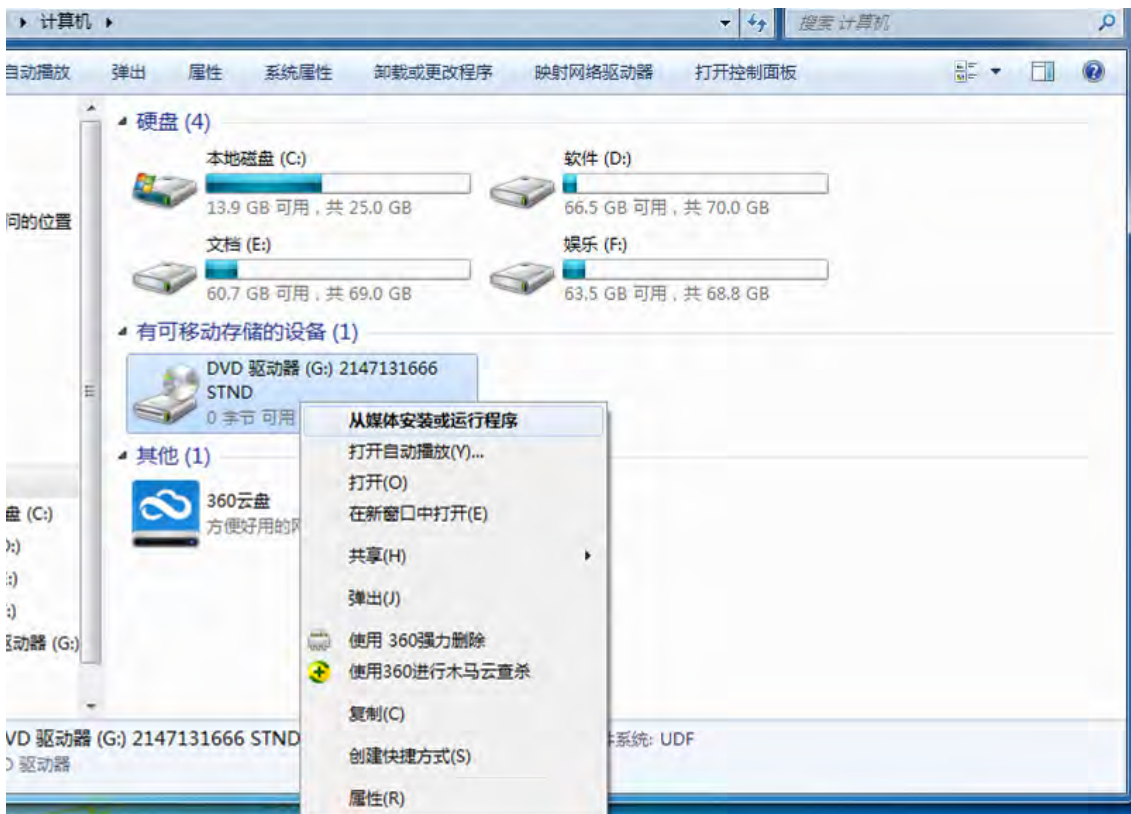 计算机
搜索 计算机
自动播放 弹出 属性 系统属性 卸载或更改程序 映射网络驱动器 打开控制面板
硬盘 (4)
本地磁盘 (C:)
13.9 GB 可用，共 25.0 GB
软件 (D:)
66.5 GB 可用，共 70.0 GB
文档 (E:)
60.7 GB 可用，共 69.0 GB
娱乐 (F:)
63.5 GB 可用，共 68.8 GB
有可移动存储的设备 (1)
DVD 驱动器 (G:) 2147131666
STND
0 字节 可用
其他 (1)
360云盘
方便好用的
从媒体安装或运行程序
打开自动播放(Y)...
打开(O)
在新窗口中打开(E)
共享(H)
弹出(J)
使用 360强力删除
使用360进行木马云查杀
复制(C)
创建快捷方式(S)
属性(R)
问的位置
盘 (C:)
):)
:)
:)
驱动器 (G:)
VD 驱动器 (G:) 2147131666 STND
驱动器
系统: UDF